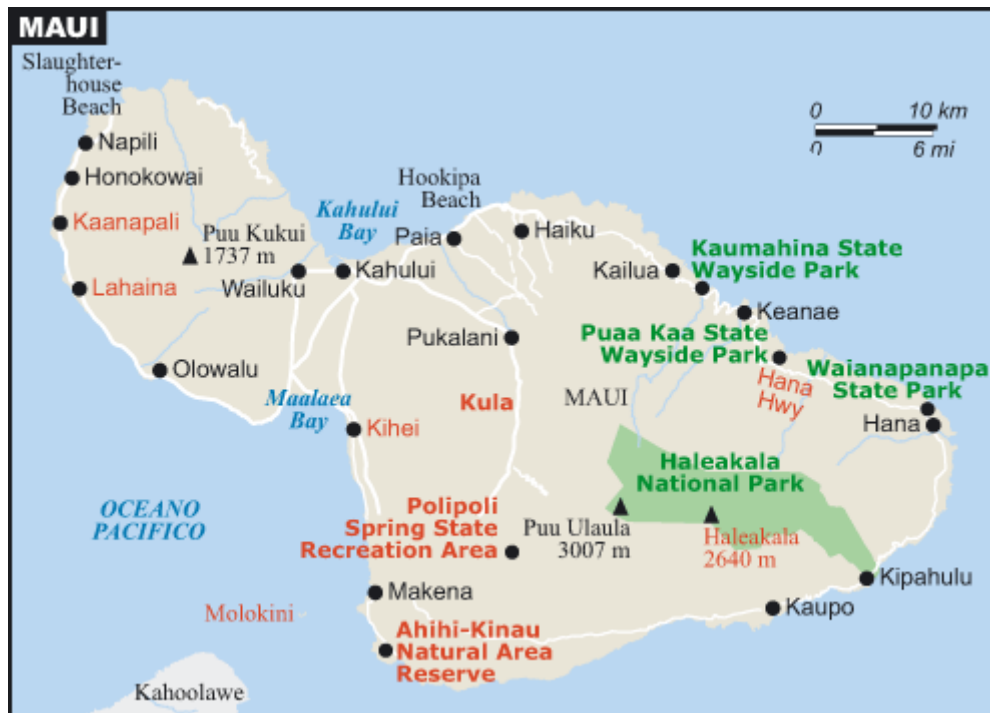 MAUI
Slaughter-
house
Beach
Napili
Honokowai
Kaanapali
Puu Kukui
1737 m
Lahaina
Wailuku
Olowalu
Kahului
Bay
Kahului
Hookipa
Beach
Paia
Haiku
0 10 km
0 6 mi
Kailua
Kaumahina State
Wayside Park
Keanae
Pukalani
Puaa Kaa State
Wayside Park
Hana
Hwy
Waianapanapa
State Park
Hana
MAUI
Kula
Maalaea
Bay
Kihei
Haleakala
National Park
OCEANO
PACIFICO
Polipoli
Spring State
Recreation Area
Puu Ulaula
3007 m
Haleakala
2640 m
Kipahulu
Makena
Kaupo
Molokini
Ahihi-Kinau
Natural Area
Reserve
Kahoolawe